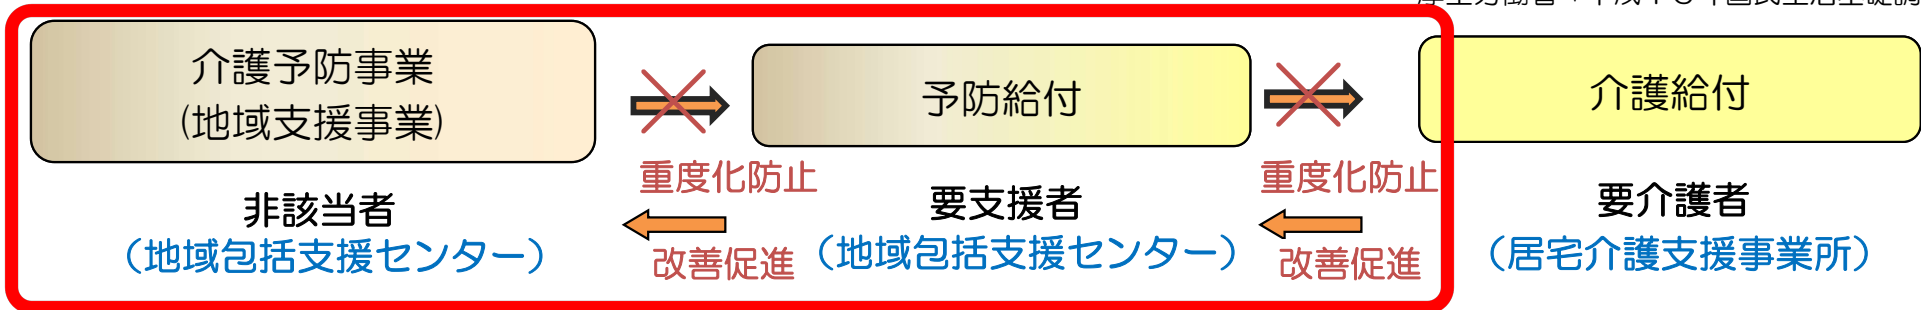 介護予防事業
(地域支援事業)
予防給付
介護給付
重度化防止
重度化防止
非該当者
(地域包括支援センター)
改善促進
要支援者
(地域包括支援センター)
改善促進
要介護者
(居宅介護支援事業所)